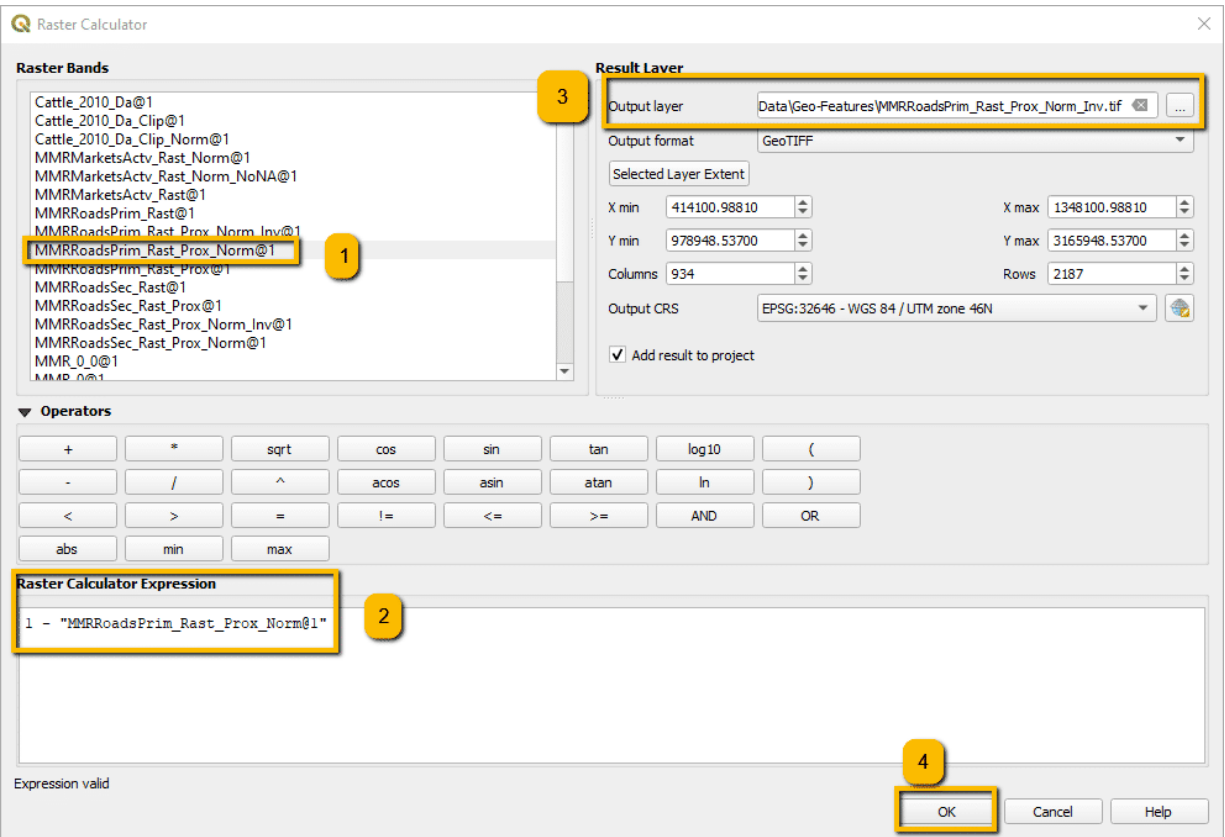 Raster Calculator
Raster Bands
Cattle_2010_Da@1
Cattle_2010_Da_Clip@1
Cattle_2010_Da_Clip_Norm@1
MMRMarketsActv_Rast_Norm@1
MMRMarketsActv_Rast_Norm_NoNA@1
MMRMarketsActv_Rast@1
MMRRoadsPrim_Rast@1
MMRRoadsPrim_Rast_Prox_Norm_Inv@1
MMRRoadsPrim_Rast_Prox_Norm@1
MMRRoadsPrim_Rast_Prox@1
MMRRoadsSec_Rast@1
MMRRoadsSec_Rast_Prox@1
MMRRoadsSec_Rast_Prox_Norm_Inv@1
MMRRoadsSec_Rast_Prox_Norm@1
MMR_0_0@1
MMR_0@1
1
3
Result Layer
Output layer Data\Geo-Features\MMRRoadsPrim_Rast_Prox_Norm_Inv.tif ...
Output format GeoTIFF
Selected Layer Extent
X min 414100.98810 X max 1348100.98810
Y min 978948.53700 Y max 3165948.53700
Columns 934 Rows 2187
Output CRS EPSG:32646 - WGS 84 / UTM zone 46N
Add result to project
Operators
+ * sqrt cos sin tan log10 (
- / ^ acos asin atan ln )
< > = != <= >= AND OR
abs min max
Raster Calculator Expression
1 - "MMRRoadsPrim_Rast_Prox_Norm@1"
2
Expression valid
4
OK Cancel Help